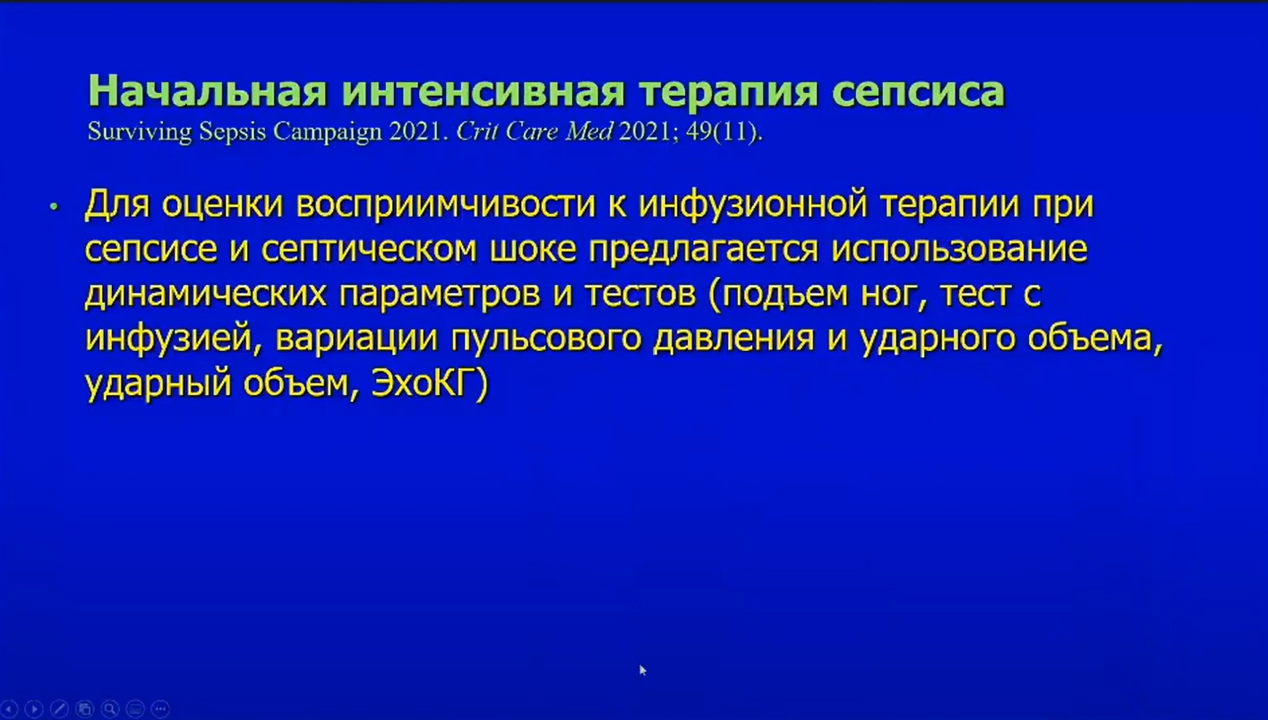 Начальная интенсивная терапия сепсиса
Surviving Sepsis Campaign 2021. Crit Care Med 2021; 49(11).
• Для оценки восприимчивости к инфузионной терапии при
сепсисе и септическом шоке предлагается использование
динамических параметров и тестов (подъем ног, тест с
инфузией, вариации пульсового давления и ударного объема,
ударный объем, ЭхоКГ)